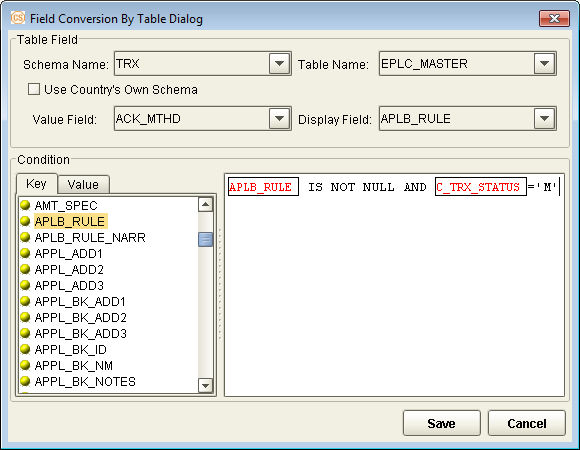 CS Field Conversion By Table Dialog
Table Field
Schema Name: TRX Table Name: EPLC_MASTER
Use Country's Own Schema
Value Field: ACK_MTHD Display Field: APLB_RULE
Condition
Key Value
AMT_SPEC
APLB_RULE
APLB_RULE_NARR
APPL_ADD1
APPL_ADD2
APPL_ADD3
APPL_BK_ADD1
APPL_BK_ADD2
APPL_BK_ADD3
APPL_BK_ID
APPL_BK_NM
APPL_BK_NOTES
APLB_RULE IS NOT NULL AND C_TRX_STATUS ='M'
Save Cancel